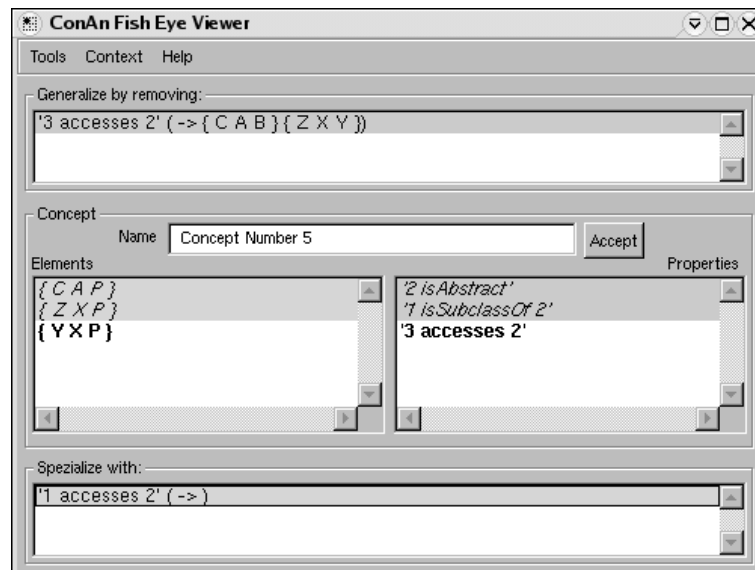 ConAn Fish Eye Viewer
Tools Context Help
Generalize by removing:
'3 accesses 2' ( -> { C A B } { Z X Y })
Concept
Name Concept Number 5 Accept
Elements Properties
{ C A P } '2 isAbstract'
{ Z X P } '1 isSubclassOf 2'
{ Y X P } '3 accesses 2'
Spezialize with:
'1 accesses 2' ( -> )